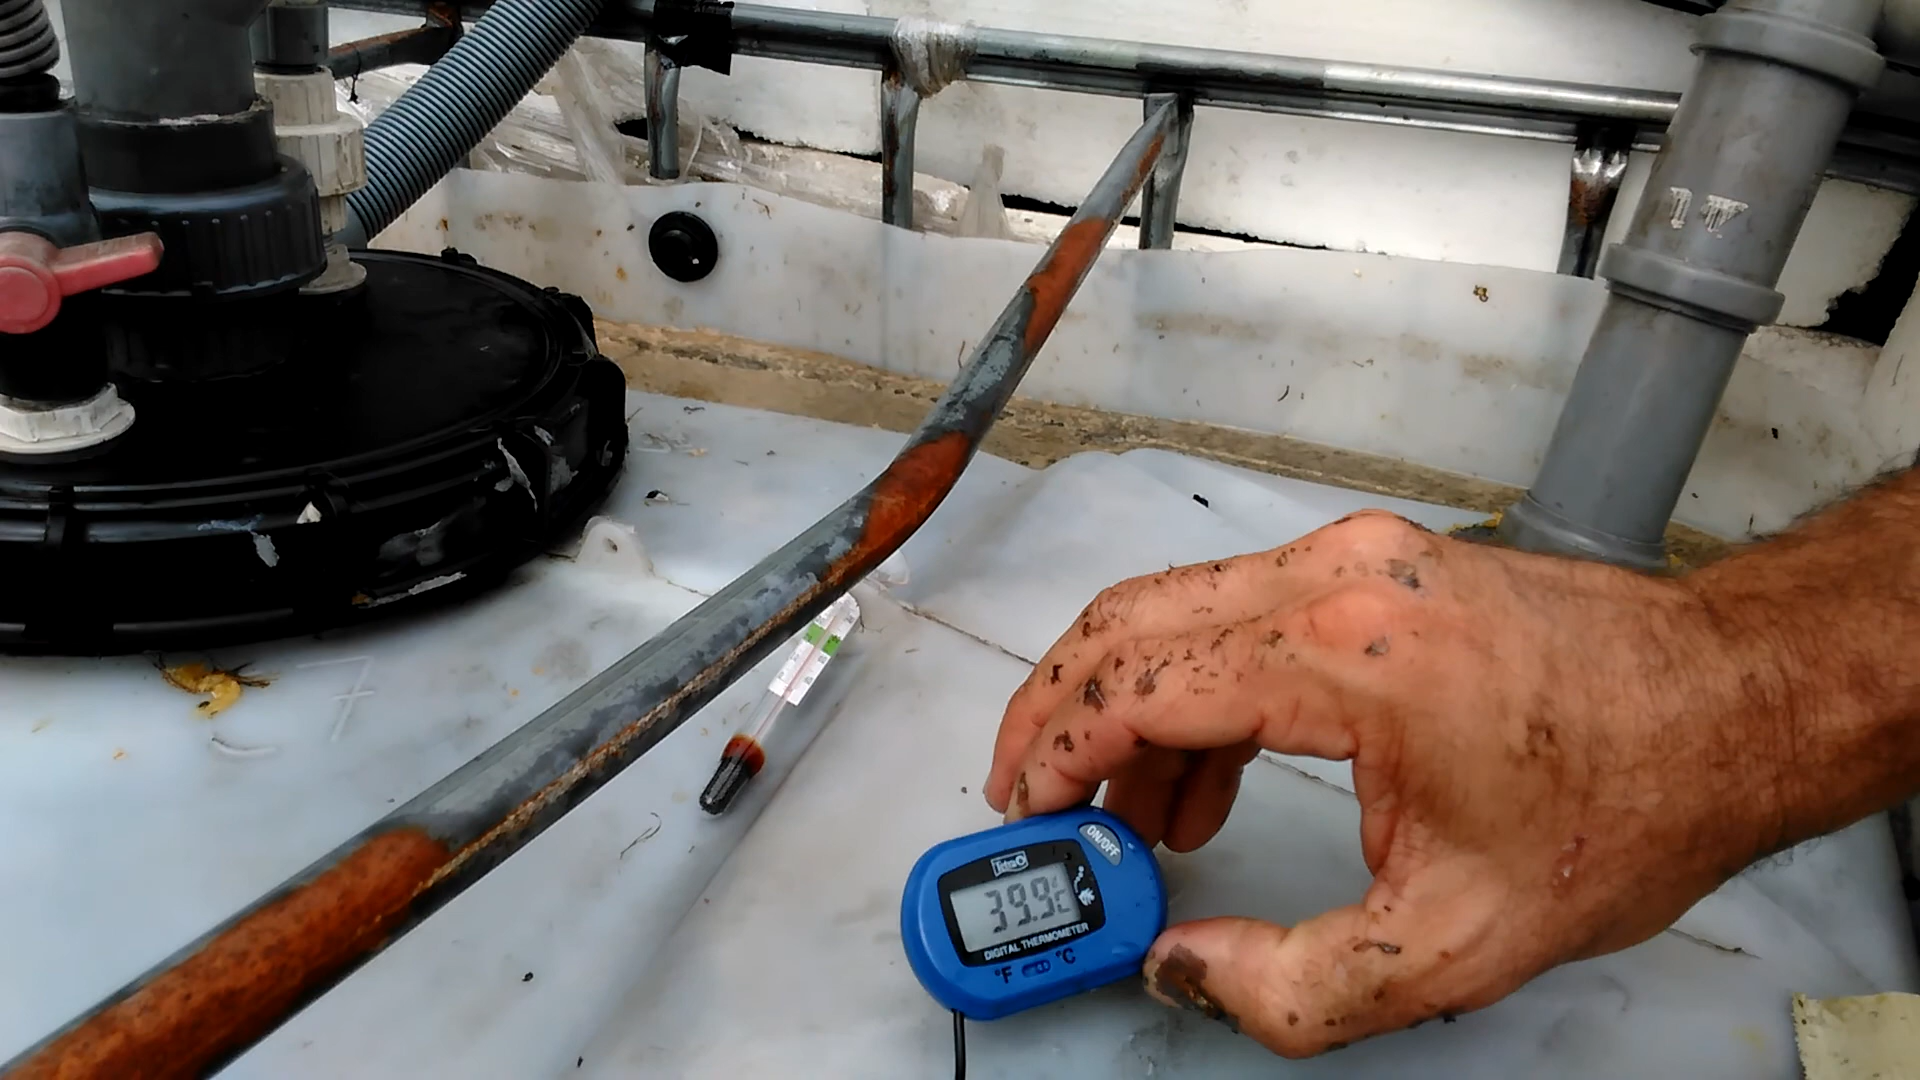 ON/OFF
Tetra
39.9°C
DIGITAL THERMOMETER
°F °C